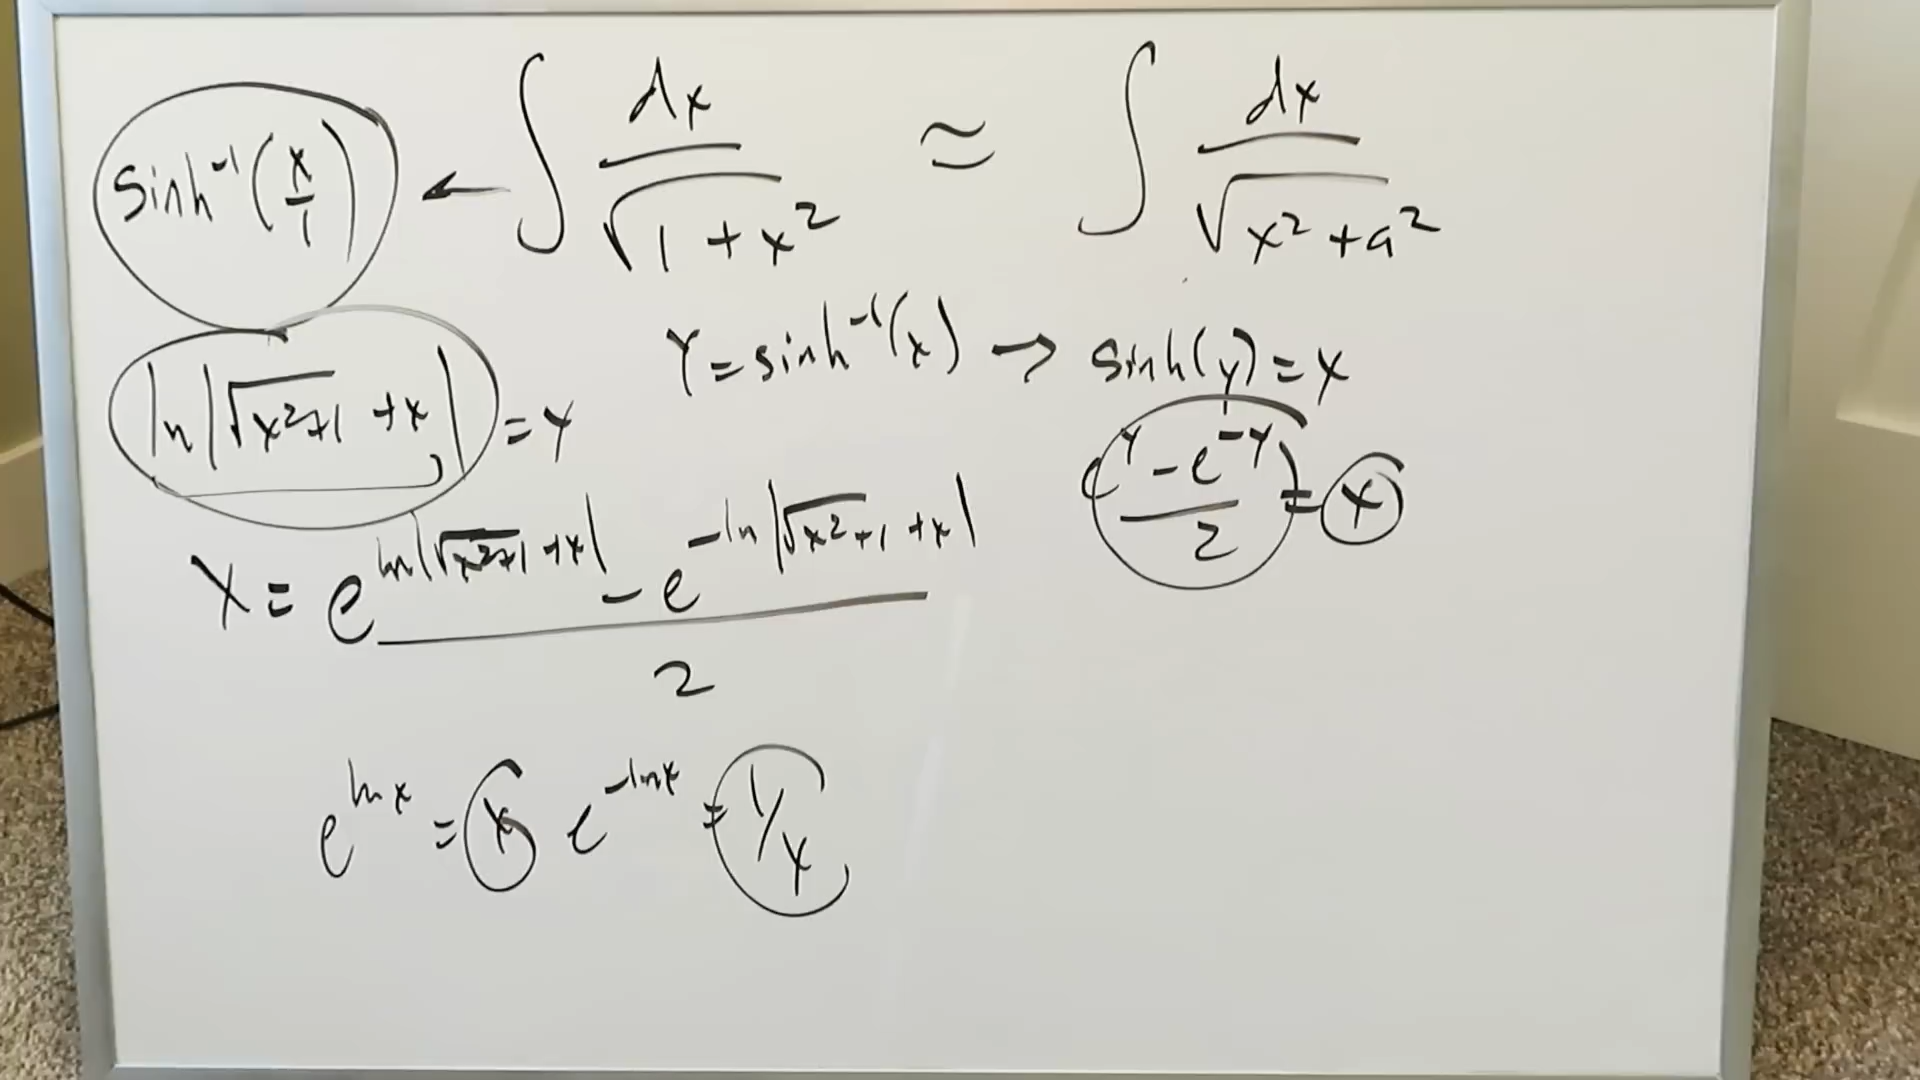 sinh⁻¹(x/1) ← ∫ dx/√(1+x²) ≈ ∫ dx/√(x²+a²)
Y = sinh⁻¹(x) → sinh(y) = x
ln|√(x²+1) + x| = y
(e^y - e^-y)/2 = x
X = (e^(ln|√(x²+1) + x|) - e^(-ln|√(x²+1) + x|))/2
e^(ln x) = x e^(-ln x) = 1/x